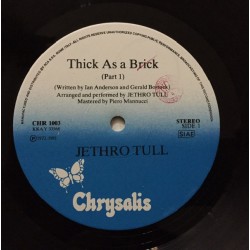 Thick As a Brick
(Part 1)
(Written by Ian Anderson and Gerald Bostock)
Arranged and performed by JETHRO TULL
Mastered by Piero Mannucci
CHR 1003
STEREO
SIDE 1
SIAE
JETHRO TULL
Chrysalis